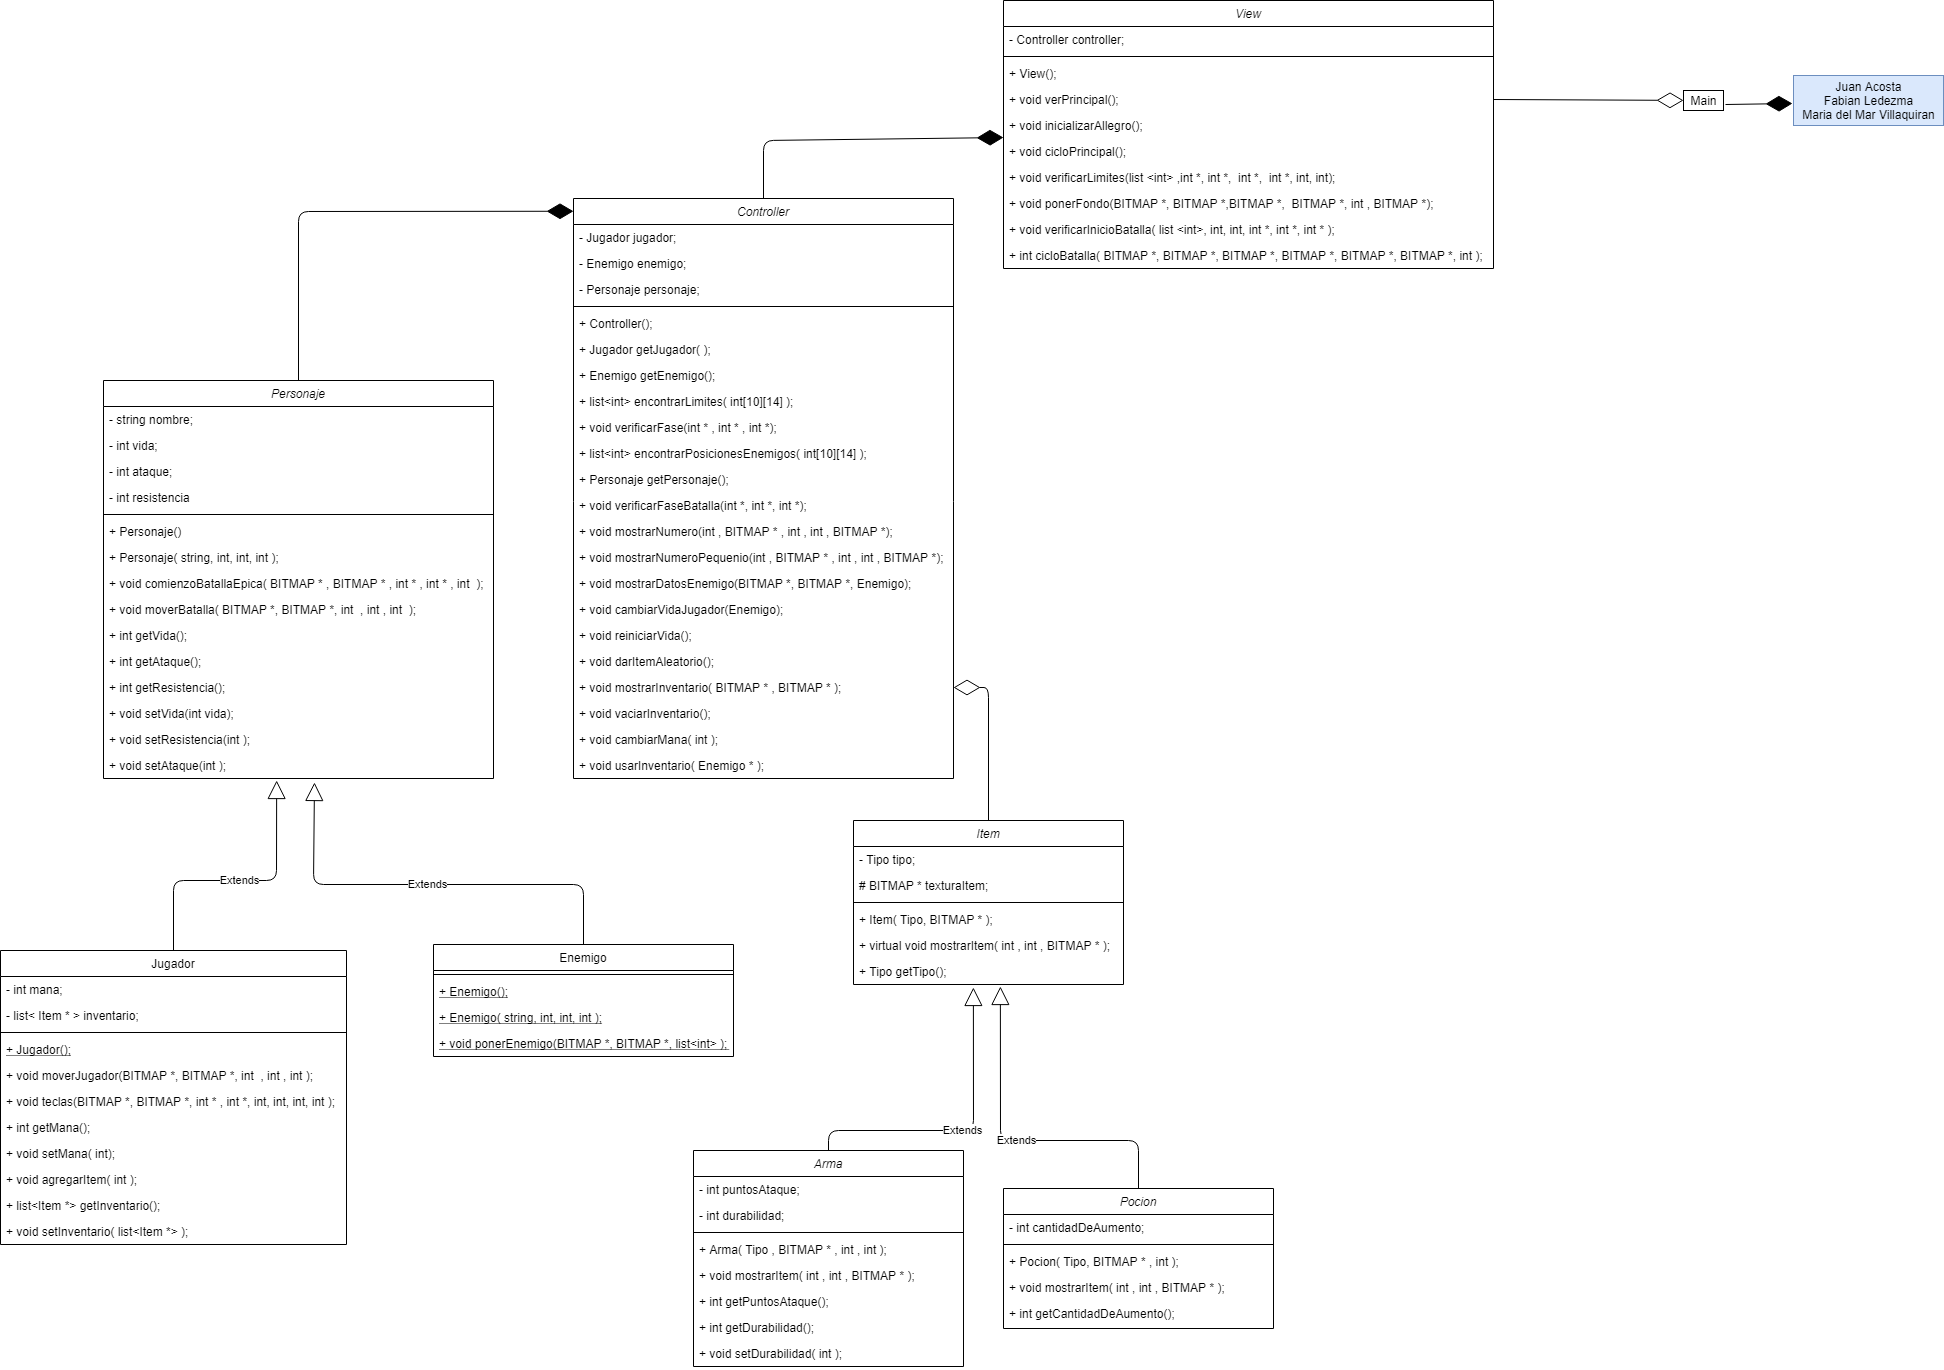 View
- Controller controller;
+ View();
+ void verPrincipal();
+ void inicializarAllegro();
+ void cicloPrincipal();
+ void verificarLimites(list <int> ,int *, int *,  int *,  int *, int, int);
+ void ponerFondo(BITMAP *, BITMAP *,BITMAP *,  BITMAP *, int , BITMAP *);
+ void verificarInicioBatalla( list <int>, int, int, int *, int *, int * );
+ int cicloBatalla( BITMAP *, BITMAP *, BITMAP *, BITMAP *, BITMAP *, BITMAP *, int );
Main
Juan Acosta
Fabian Ledezma
Maria del Mar Villaquiran
Controller
- Jugador jugador;
- Enemigo enemigo;
- Personaje personaje;
+ Controller();
+ Jugador getJugador( );
+ Enemigo getEnemigo();
+ list<int> encontrarLimites( int[10][14] );
+ void verificarFase(int * , int * , int *);
+ list<int> encontrarPosicionesEnemigos( int[10][14] );
+ Personaje getPersonaje();
+ void verificarFaseBatalla(int *, int *, int *);
+ void mostrarNumero(int , BITMAP * , int , int , BITMAP *);
+ void mostrarNumeroPequenio(int , BITMAP * , int , int , BITMAP *);
+ void mostrarDatosEnemigo(BITMAP *, BITMAP *, Enemigo);
+ void cambiarVidaJugador(Enemigo);
+ void reiniciarVida();
+ void darItemAleatorio();
+ void mostrarInventario( BITMAP * , BITMAP * );
+ void vaciarInventario();
+ void cambiarMana( int );
+ void usarInventario( Enemigo * );
Personaje
- string nombre;
- int vida;
- int ataque;
- int resistencia
+ Personaje()
+ Personaje( string, int, int, int );
+ void comienzoBatallaEpica( BITMAP * , BITMAP * , int * , int * , int  );
+ void moverBatalla( BITMAP *, BITMAP *, int  , int , int  );
+ int getVida();
+ int getAtaque();
+ int getResistencia();
+ void setVida(int vida);
+ void setResistencia(int );
+ void setAtaque(int );
Extends
Extends
Jugador
- int mana;
- list< Item * > inventario;
+ Jugador();
+ void moverJugador(BITMAP *, BITMAP *, int  , int , int );
+ void teclas(BITMAP *, BITMAP *, int * , int *, int, int, int, int );
+ int getMana();
+ void setMana( int);
+ void agregarItem( int );
+ list<Item *> getInventario();
+ void setInventario( list<Item *> );
Enemigo
+ Enemigo();
+ Enemigo( string, int, int, int );
+ void ponerEnemigo(BITMAP *, BITMAP *, list<int> );
Item
- Tipo tipo;
# BITMAP * texturaItem;
+ Item( Tipo, BITMAP * );
+ virtual void mostrarItem( int , int , BITMAP * );
+ Tipo getTipo();
Extends
Extends
Arma
- int puntosAtaque;
- int durabilidad;
+ Arma( Tipo , BITMAP * , int , int );
+ void mostrarItem( int , int , BITMAP * );
+ int getPuntosAtaque();
+ int getDurabilidad();
+ void setDurabilidad( int );
Pocion
- int cantidadDeAumento;
+ Pocion( Tipo, BITMAP * , int );
+ void mostrarItem( int , int , BITMAP * );
+ int getCantidadDeAumento();